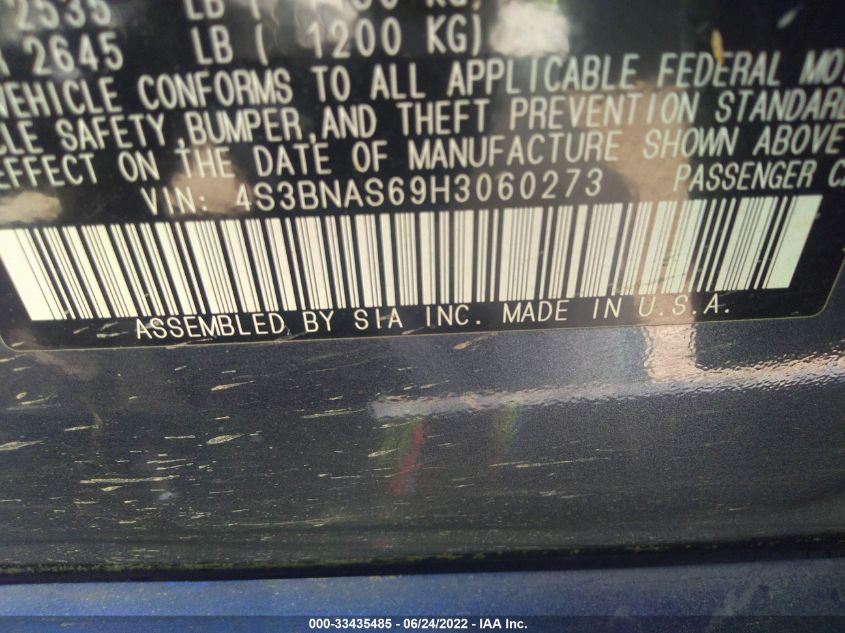 2535 LB (
2645 LB ( 1200 KG)
VEHICLE CONFORMS TO ALL APPLICABLE FEDERAL
SAFETY,BUMPER,AND THEFT PREVENTION STANDARD
EFFECT ON THE DATE OF MANUFACTURE SHOWN ABOVE
VIN: 4S3BNAS69H3060273 PASSENGER
ASSEMBLED BY SIA INC. MADE IN U.S.A.
000-33435485 - 06/24/2022 - IAA Inc.